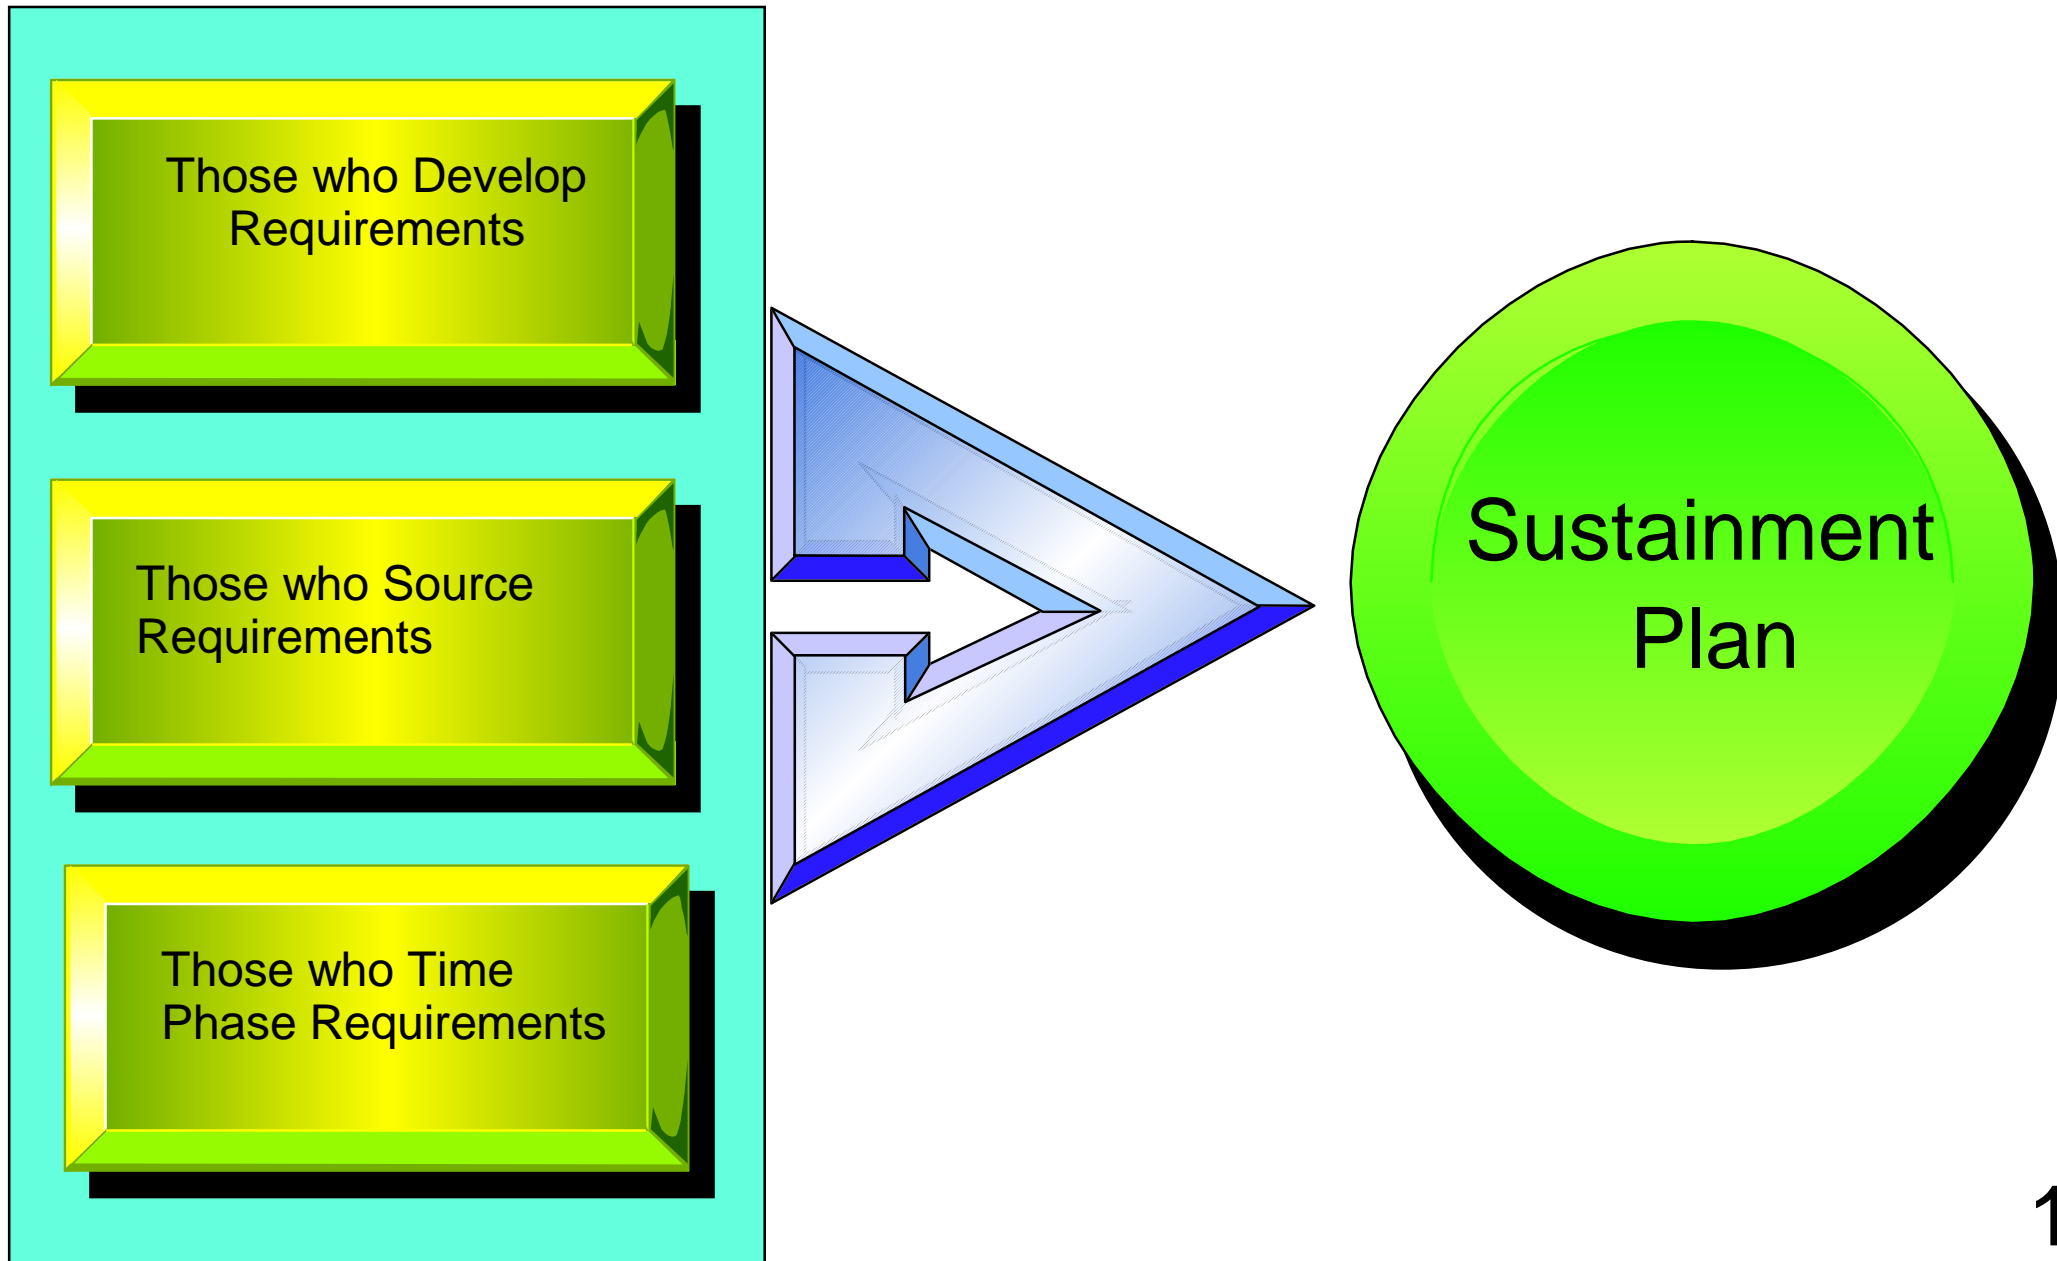 Those who Develop
Requirements
Those who Source
Requirements
Those who Time
Phase Requirements
Sustainment
Plan
1